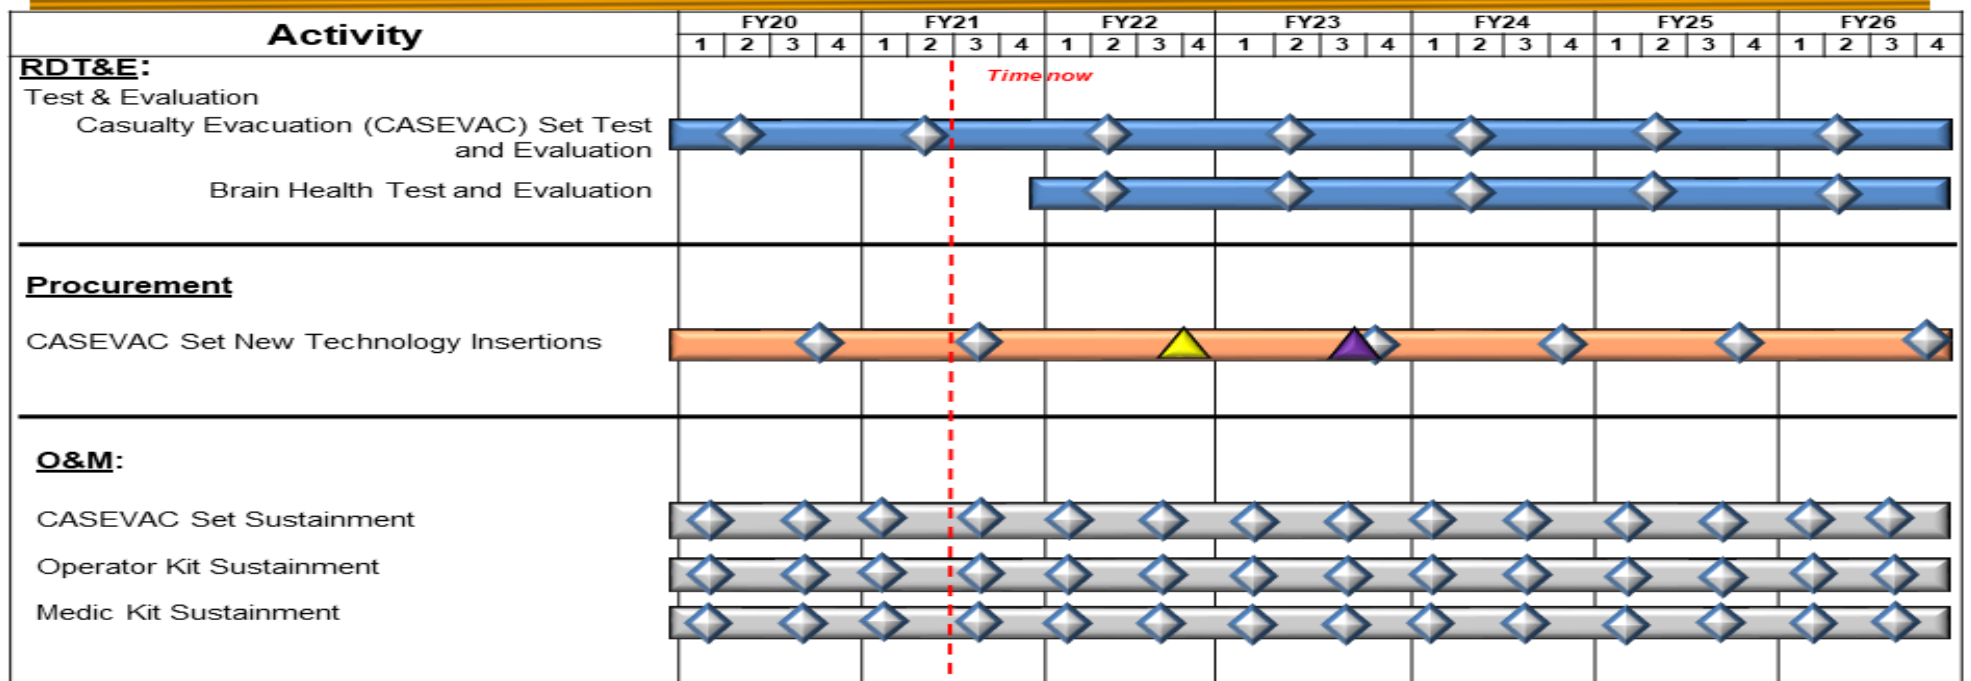 Activity FY20 FY21 FY22 FY23 FY24 FY25 FY26
1 2 3 4 1 2 3 4 1 2 3 4 1 2 3 4 1 2 3 4 1 2 3 4 1 2 3 4
RDT&E:
Time now
Test & Evaluation
Casualty Evacuation (CASEVAC) Set Test
and Evaluation
Brain Health Test and Evaluation
Procurement
CASEVAC Set New Technology Insertions
O&M:
CASEVAC Set Sustainment
Operator Kit Sustainment
Medic Kit Sustainment